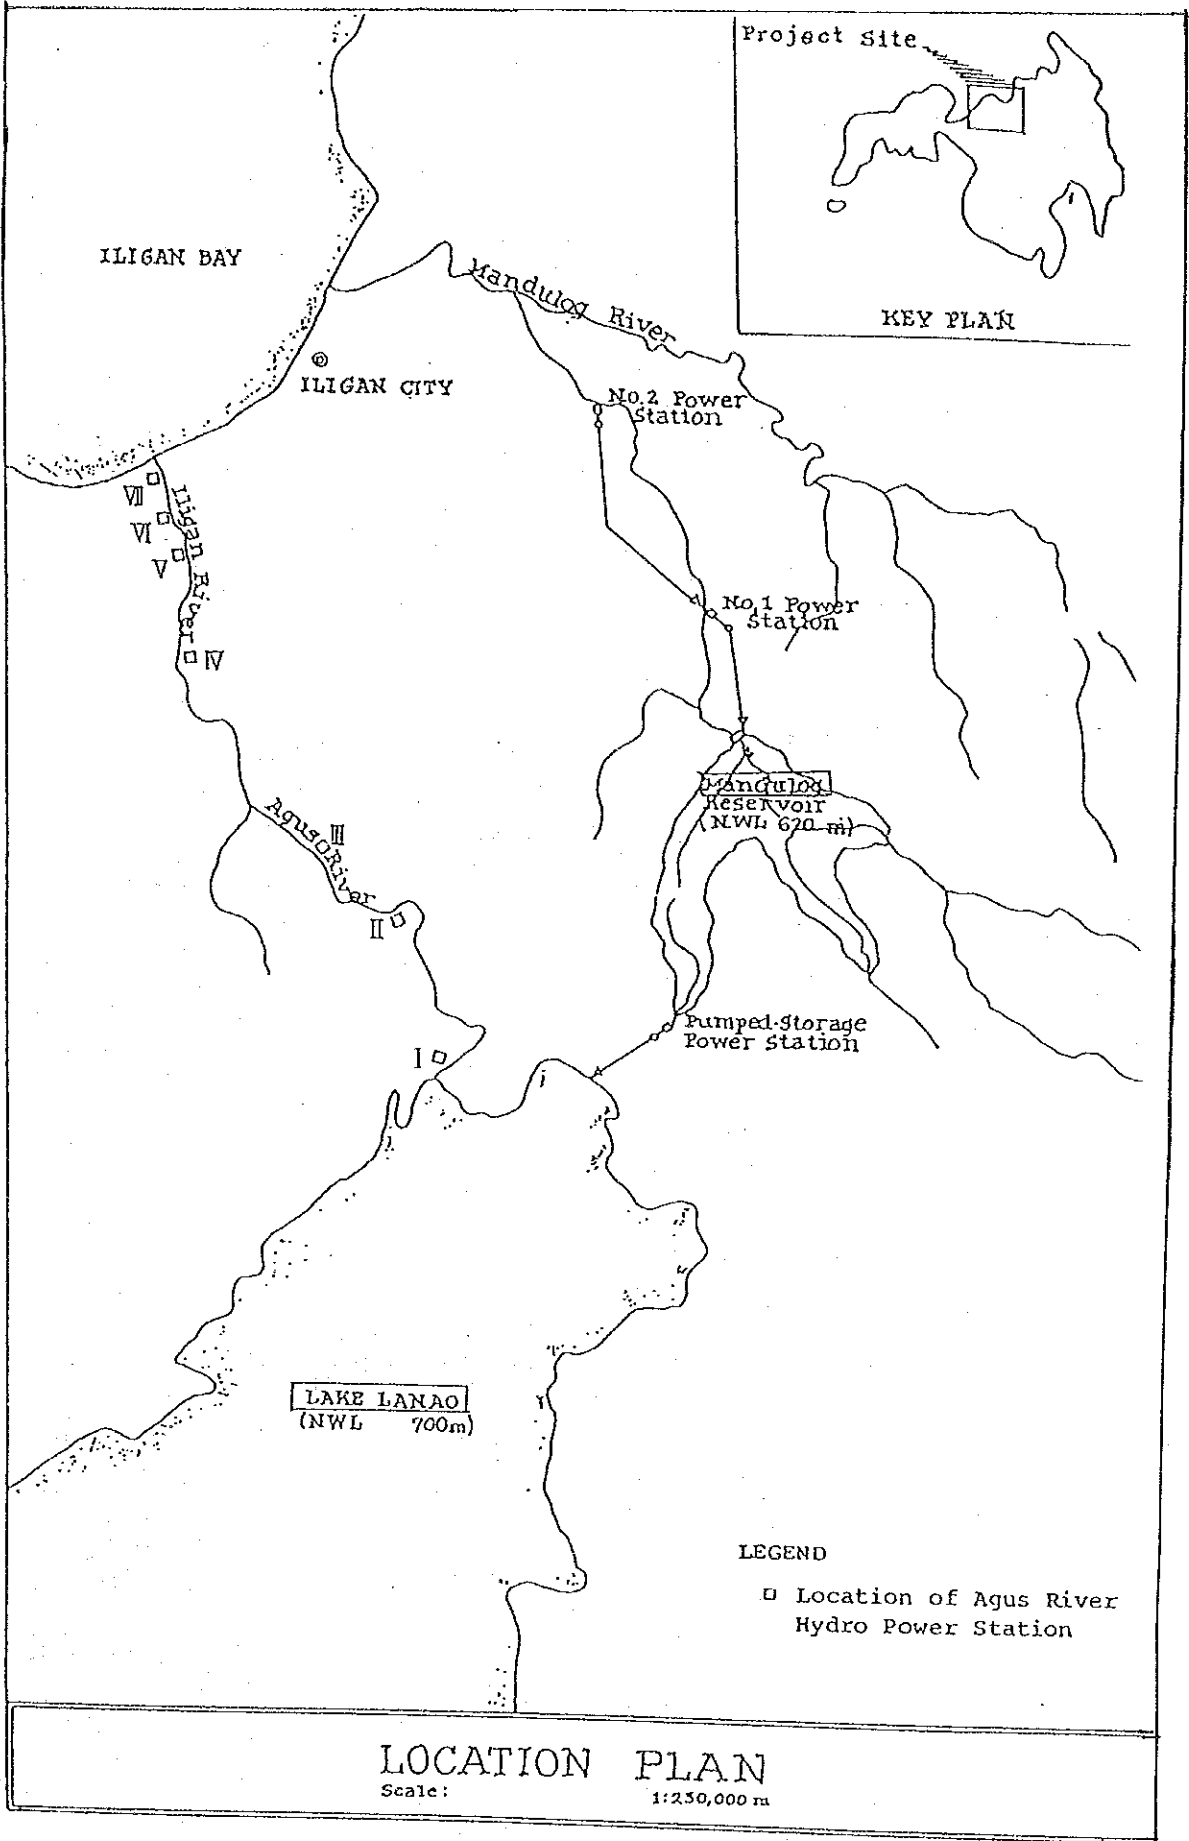 Project Site
KEY PLAN
ILIGAN BAY
Mandulog River
ILIGAN CITY
No.2 Power
Station
VII
VI
V
IV
Iligan River
No.1 Power
Station
Mandulog
Reservoir
(NWL 620 m)
Agus River
III
II
I
Pumped-Storage
Power Station
LAKE LANAO
(NWL 700m)
LEGEND
Location of Agus River
Hydro Power Station
LOCATION PLAN
Scale: 1:250,000 m